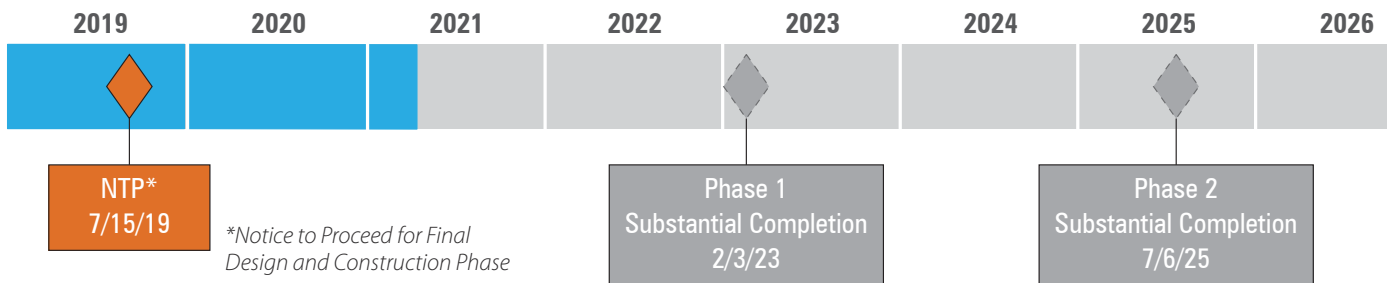 2019 2020 2021 2022 2023 2024 2025 2026
NTP*
7/15/19
*Notice to Proceed for Final
Design and Construction Phase
Phase 1
Substantial Completion
2/3/23
Phase 2
Substantial Completion
7/6/25